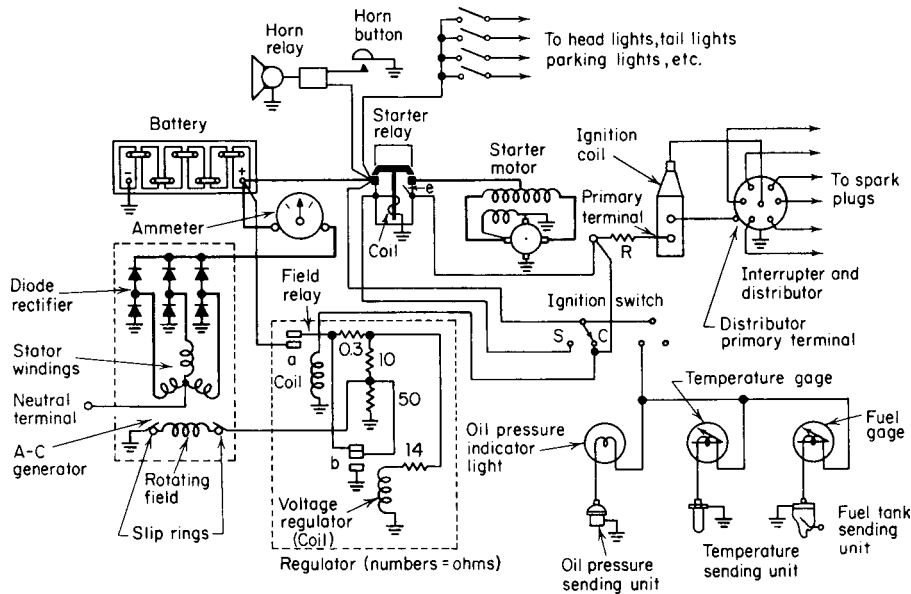 Horn
relay
Horn
button
To head lights, tail lights
parking lights, etc.
Battery
Starter
relay
Ignition
coil
Starter
motor
-
+
e
Primary
terminal
To spark
plugs
Ammeter
Coil
R
Interrupter and
distributor
Diode
rectifier
Field
relay
Ignition switch
Distributor
primary terminal
S
C
Stator
windings
a
0.3
10
Coil
Temperature gage
Neutral
terminal
50
Fuel
gage
Oil pressure
indicator
light
A-C
generator
b
14
Rotating
field
Voltage
regulator
(Coil)
Slip rings
Fuel tank
sending
unit
Oil pressure
sending unit
Temperature
sending unit
Regulator (numbers = ohms)